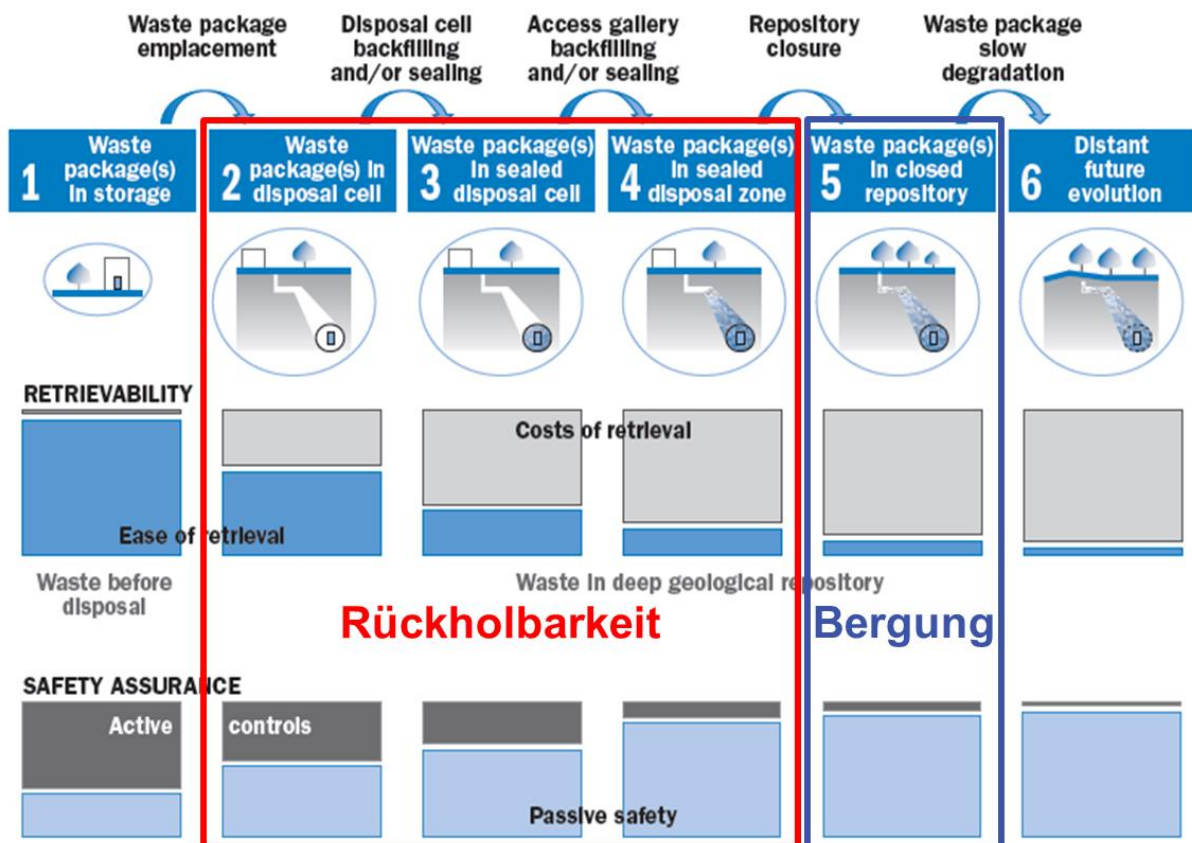 Waste package
emplacement
Disposal cell
backfilling
and/or sealing
Access gallery
backfilling
and/or sealing
Repository
closure
Waste package
slow
degradation
1 Waste
package(s)
in storage
2 Waste
package(s) in
disposal cell
3 Waste package(s)
in sealed
disposal cell
4 Waste package(s)
in sealed
disposal zone
5 Waste package(s)
in closed
repository
6 Distant
future
evolution
RETRIEVABILITY
Costs of retrieval
Ease of retrieval
Waste before
disposal
Waste in deep geological repository
Rückholbarkeit
Bergung
SAFETY ASSURANCE
Active controls
Passive safety